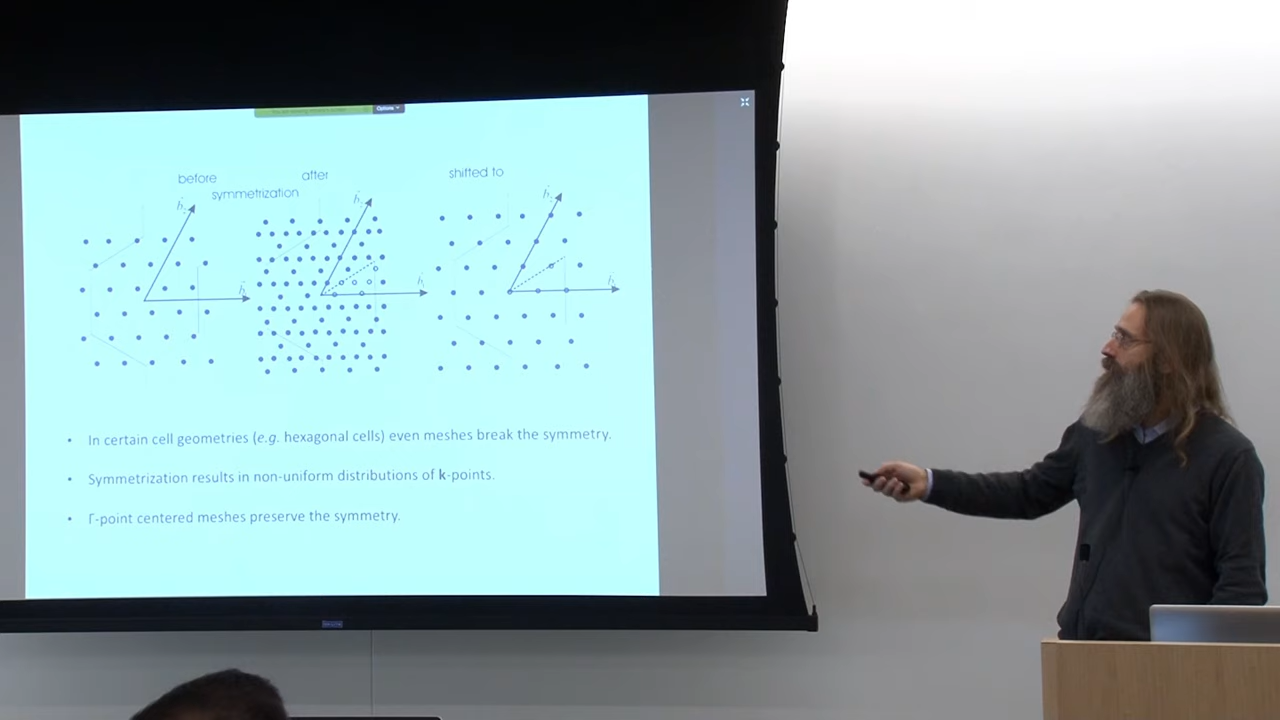 Options
before
after
shifted to
symmetrization
• In certain cell geometries (e.g. hexagonal cells) even meshes break the symmetry.
• Symmetrization results in non-uniform distributions of k-points.
• Γ-point centered meshes preserve the symmetry.